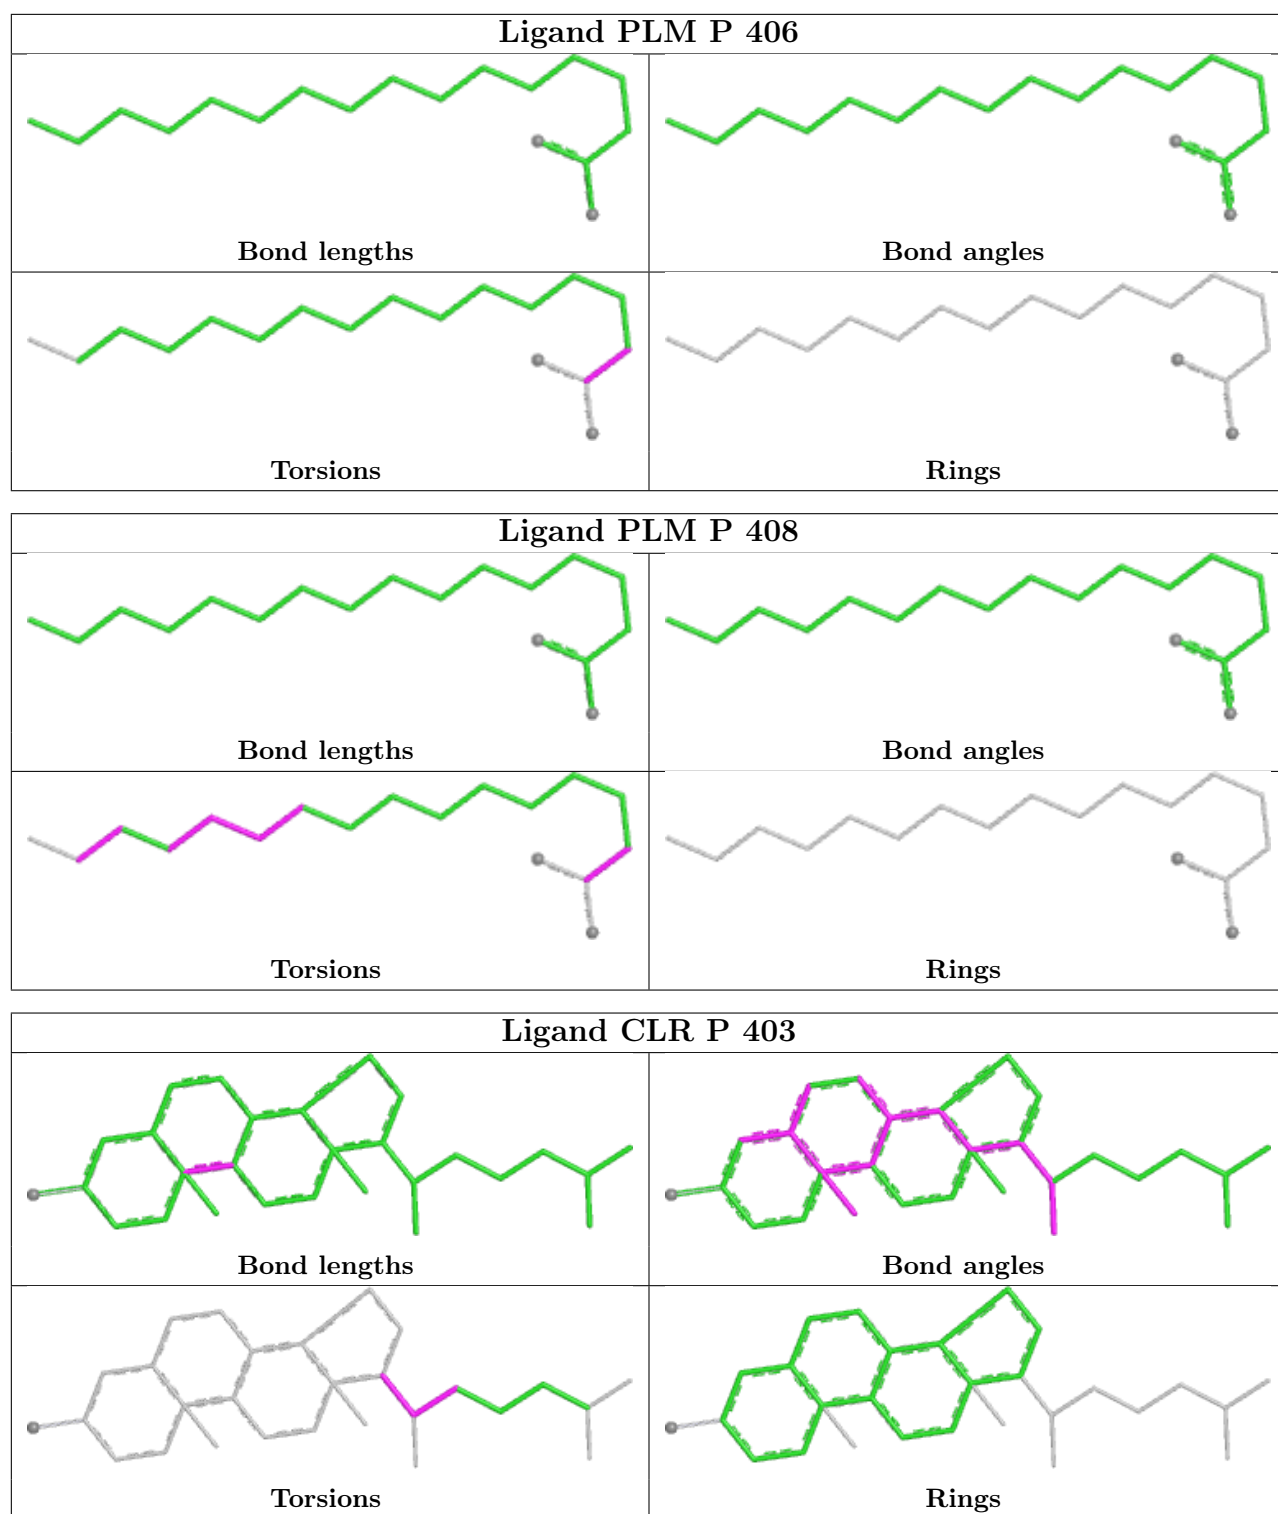 Ligand PLM P 406
Bond lengths
Bond angles
Torsions
Rings
Ligand PLM P 408
Bond lengths
Bond angles
Torsions
Rings
Ligand CLR P 403
Bond lengths
Bond angles
Torsions
Rings